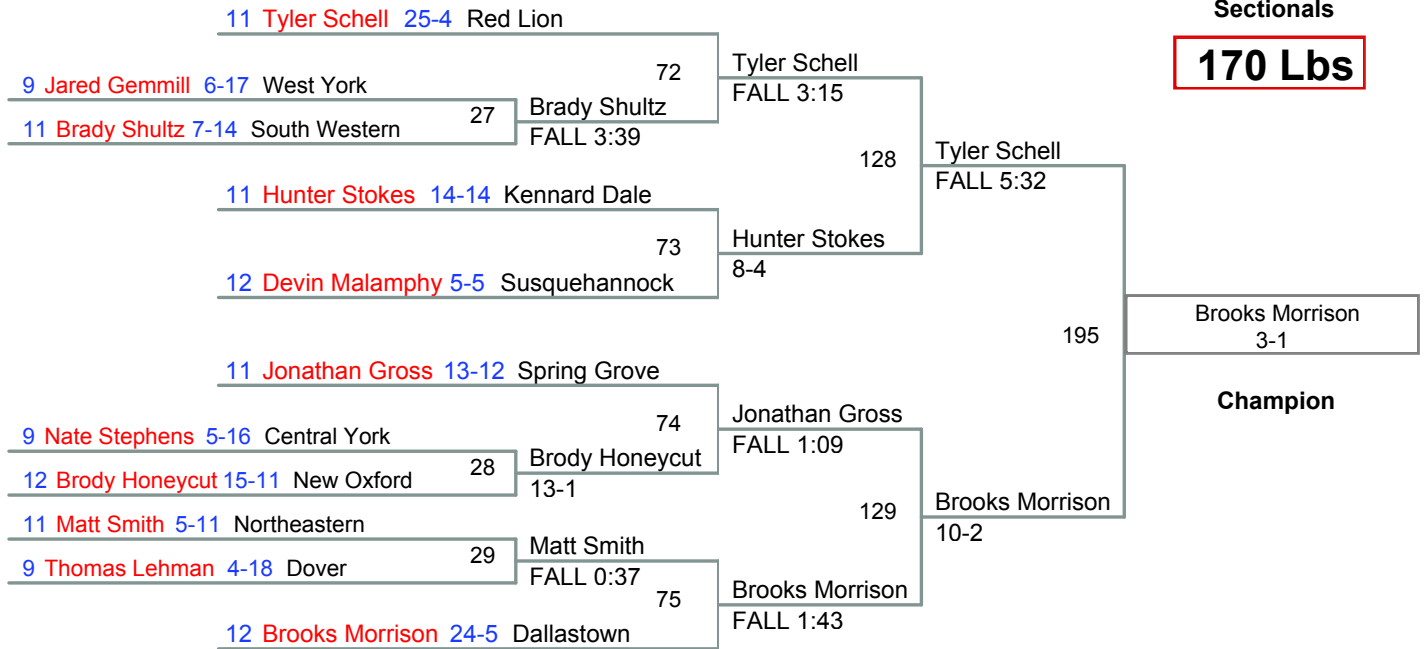 Sectionals
170 Lbs
11 Tyler Schell 25-4 Red Lion
9 Jared Gemmill 6-17 West York
11 Brady Shultz 7-14 South Western
27
Brady Shultz
FALL 3:39
72
Tyler Schell
FALL 3:15
11 Hunter Stokes 14-14 Kennard Dale
12 Devin Malamphy 5-5 Susquehannock
73
Hunter Stokes
8-4
128
Tyler Schell
FALL 5:32
11 Jonathan Gross 13-12 Spring Grove
9 Nate Stephens 5-16 Central York
12 Brody Honeycut 15-11 New Oxford
28
Brody Honeycut
13-1
74
Jonathan Gross
FALL 1:09
11 Matt Smith 5-11 Northeastern
9 Thomas Lehman 4-18 Dover
29
Matt Smith
FALL 0:37
12 Brooks Morrison 24-5 Dallastown
75
Brooks Morrison
FALL 1:43
129
Brooks Morrison
10-2
195
Brooks Morrison
3-1
Champion